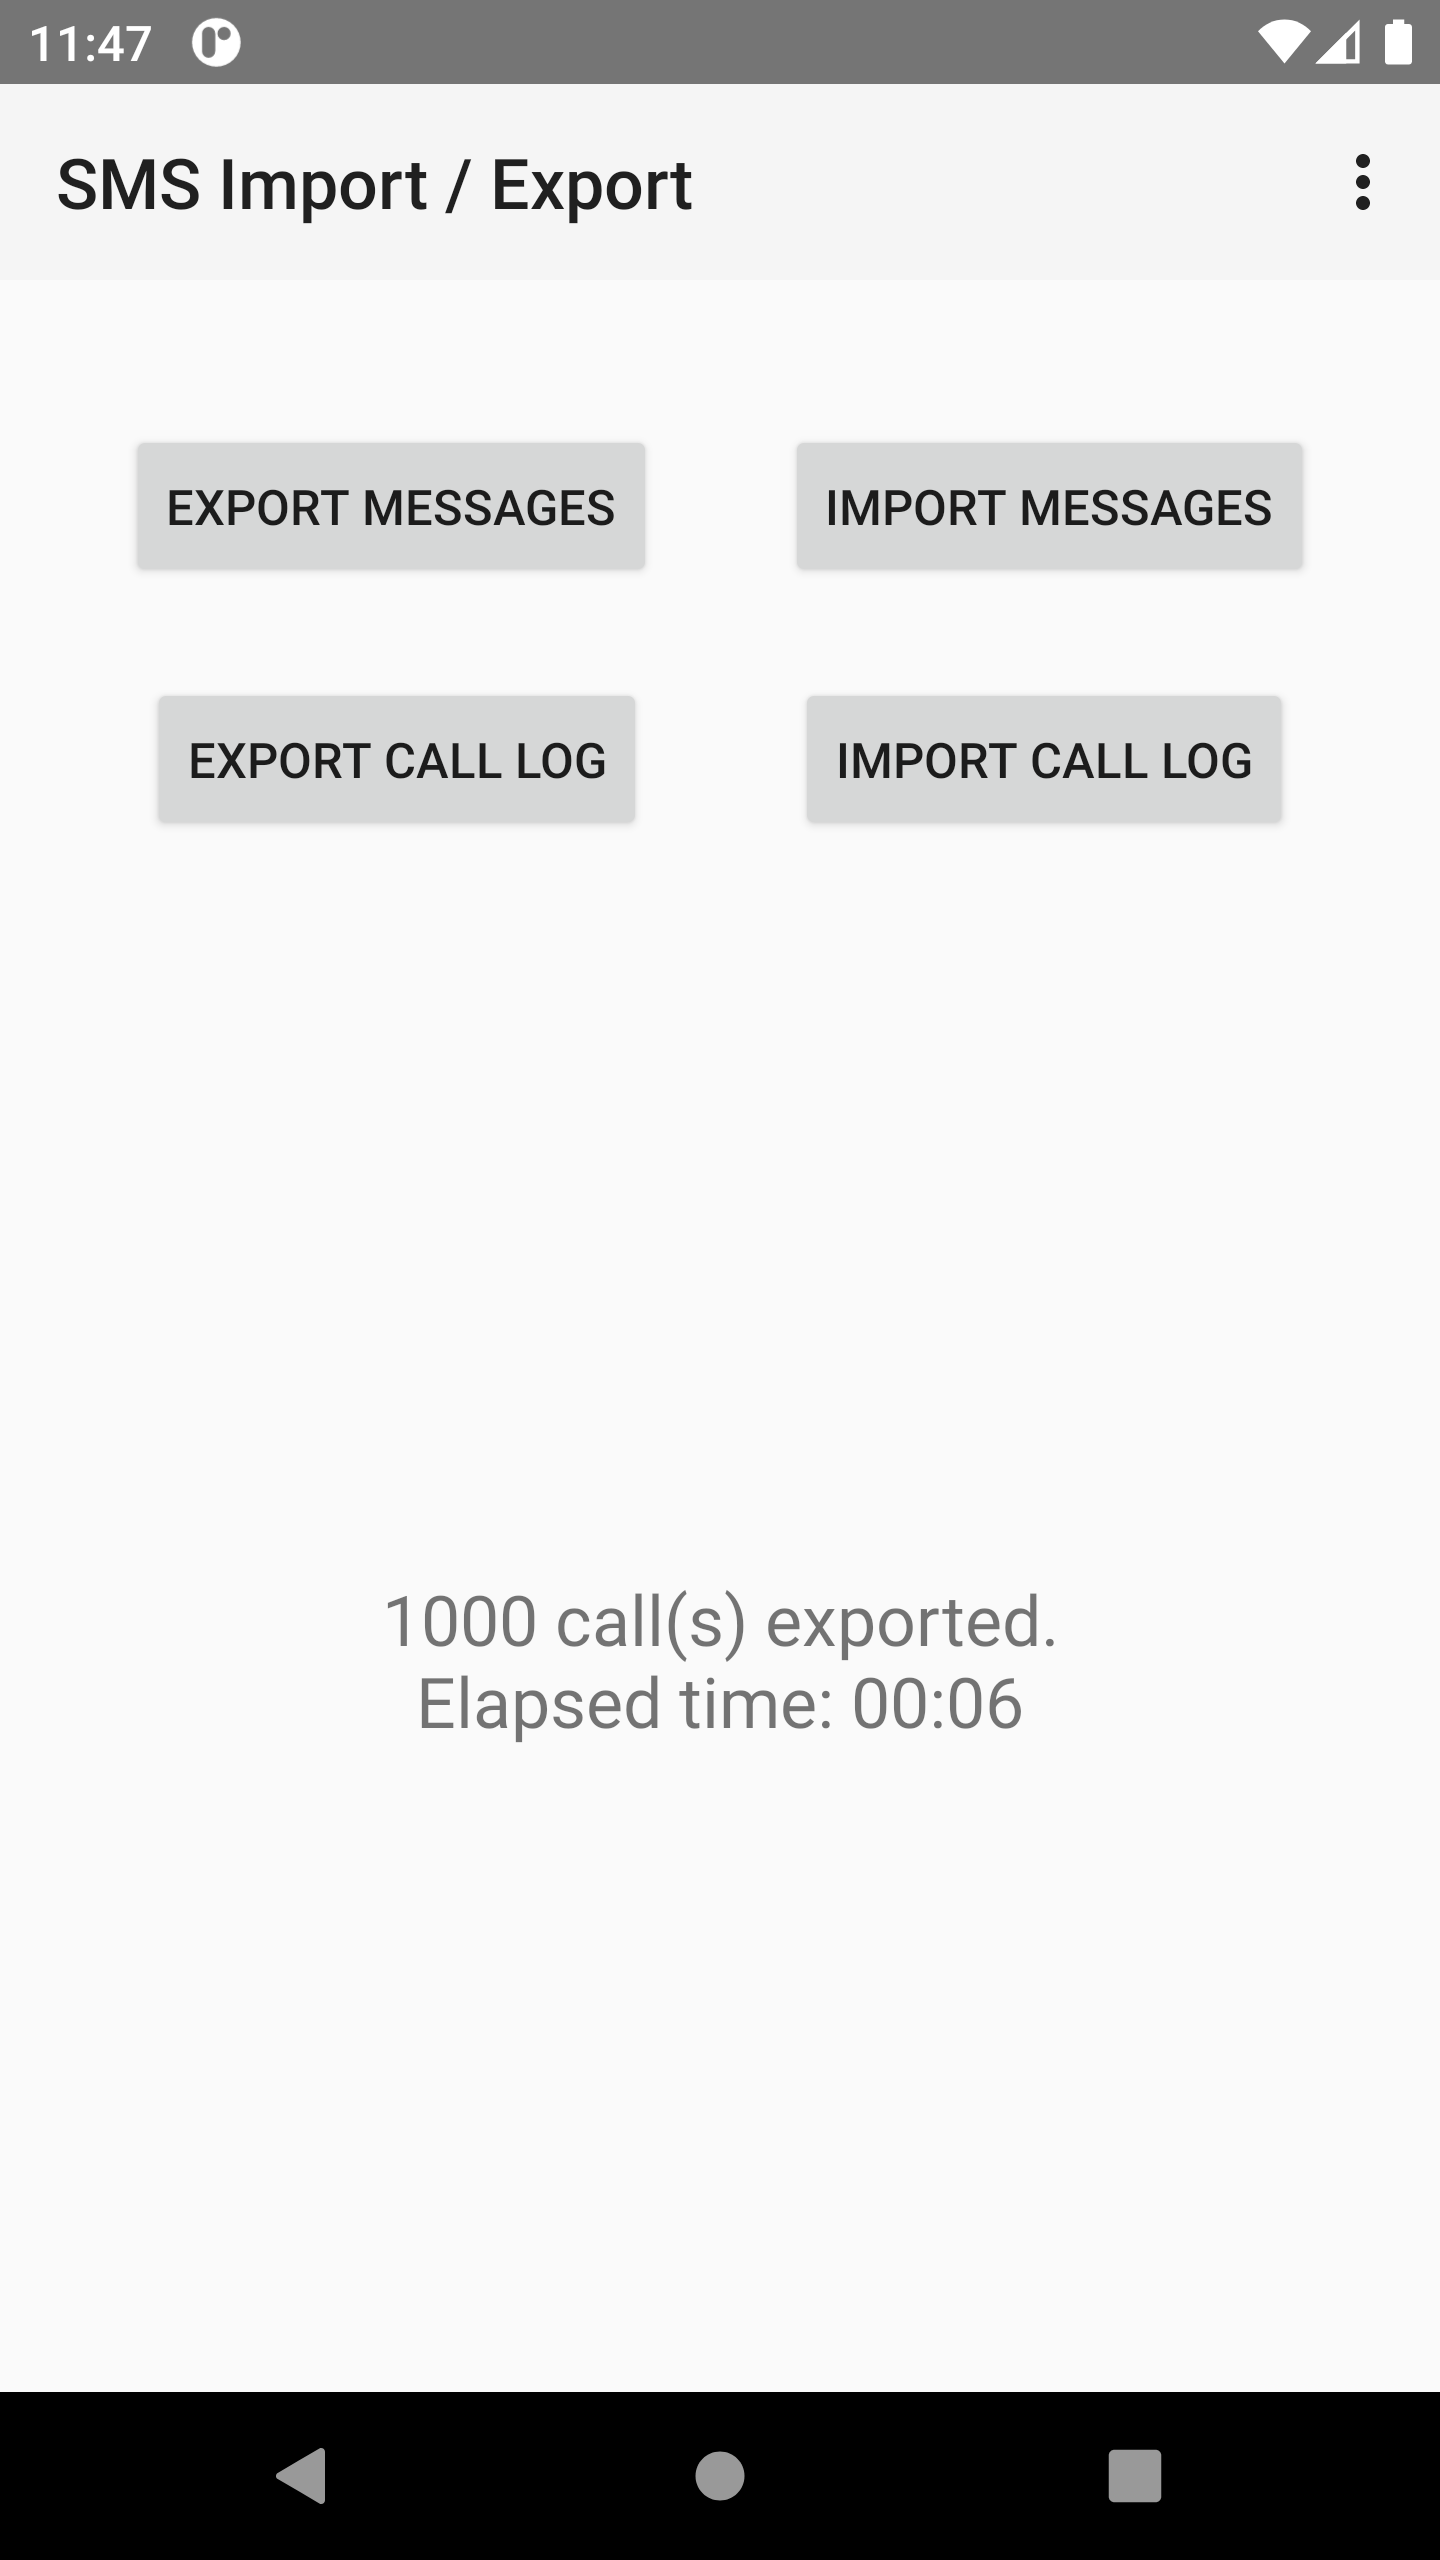 11:47
SMS Import / Export
EXPORT MESSAGES
IMPORT MESSAGES
EXPORT CALL LOG
IMPORT CALL LOG
1000 call(s) exported.
Elapsed time: 00:06